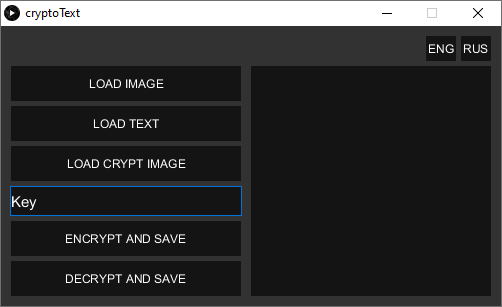 cryptoText
ENG RUS
LOAD IMAGE
LOAD TEXT
LOAD CRYPT IMAGE
Key
ENCRYPT AND SAVE
DECRYPT AND SAVE